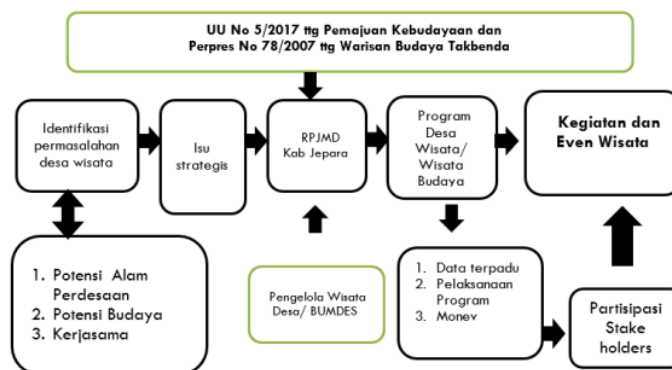 UU No 5/2017 ttg Pemajuan Kebudayaan dan
Perpres No 78/2007 ttg Warisan Budaya Takbenda
Identifikasi
permasalahan
desa wisata
Isu
strategis
RPJMD
Kab Jepara
Program
Desa
Wisata/
Wisata
Budaya
Kegiatan dan
Even Wisata
1. Potensi Alam
Perdesaan
2. Potensi Budaya
3. Kerjasama
Pengelola Wisata
Desa/ BUMDES
1. Data terpadu
2. Pelaksanaan
Program
3. Monev
Partisipasi
Stake
holders